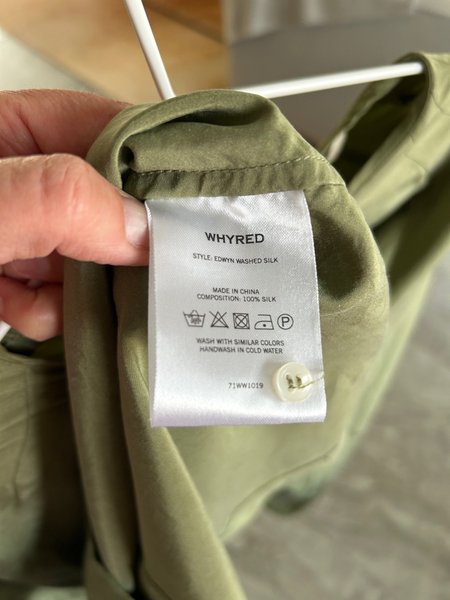 WHYRED
STYLE: EDWYN WASHED SILK
MADE IN CHINA
COMPOSITION: 100% SILK
P
WASH WITH SIMILAR COLORS
HANDWASH IN COLD WATER
71WW1019